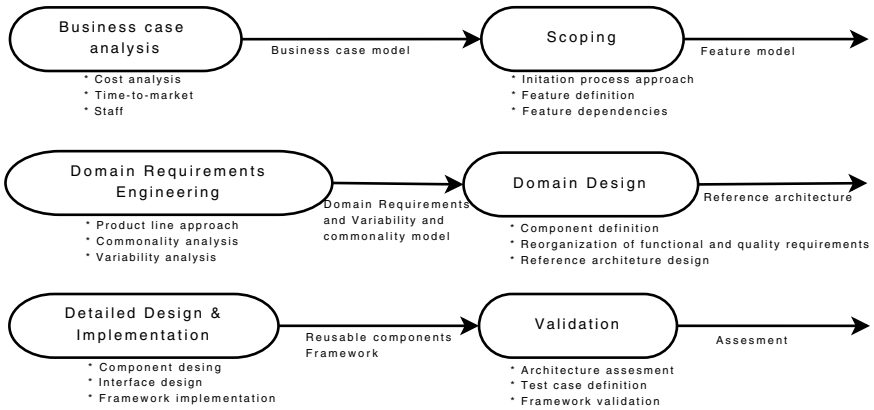 Business case
analysis
Business case model
* Cost analysis
* Time-to-market
* Staff
Scoping
Feature model
* Initation process approach
* Feature definition
* Feature dependencies
Domain Requirements
Engineering
Domain Requirements
and Variability and
commonality model
* Product line approach
* Commonality analysis
* Variability analysis
Domain Design
Reference architecture
* Component definition
* Reorganization of functional and quality requirements
* Reference architeture design
Detailed Design &
Implementation
Reusable components
Framework
* Component desing
* Interface design
* Framework implementation
Validation
Assesment
* Architecture assesment
* Test case definition
* Framework validation